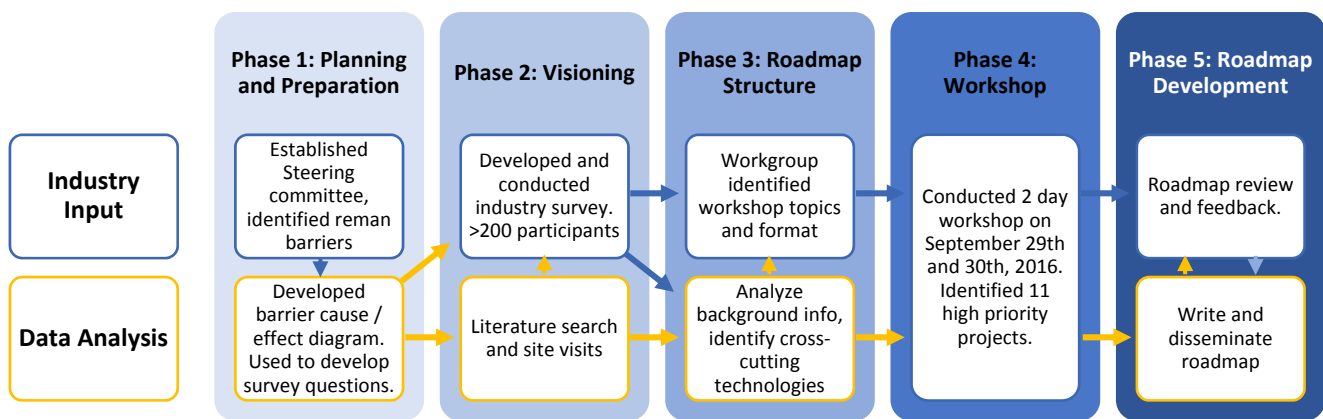 Phase 1: Planning
and Preparation
Phase 2: Visioning
Phase 3: Roadmap
Structure
Phase 4:
Workshop
Phase 5: Roadmap
Development
Industry
Input
Established
Steering
committee,
identified reman
barriers
Developed and
conducted
industry survey.
>200 participants
Workgroup
identified
workshop topics
and format
Conducted 2 day
workshop on
September 29th
and 30th, 2016.
Identified 11
high priority
projects.
Roadmap review
and feedback.
Data Analysis
Developed
barrier cause /
effect diagram.
Used to develop
survey questions.
Literature search
and site visits
Analyze
background info,
identify cross-
cutting
technologies
Write and
disseminate
roadmap